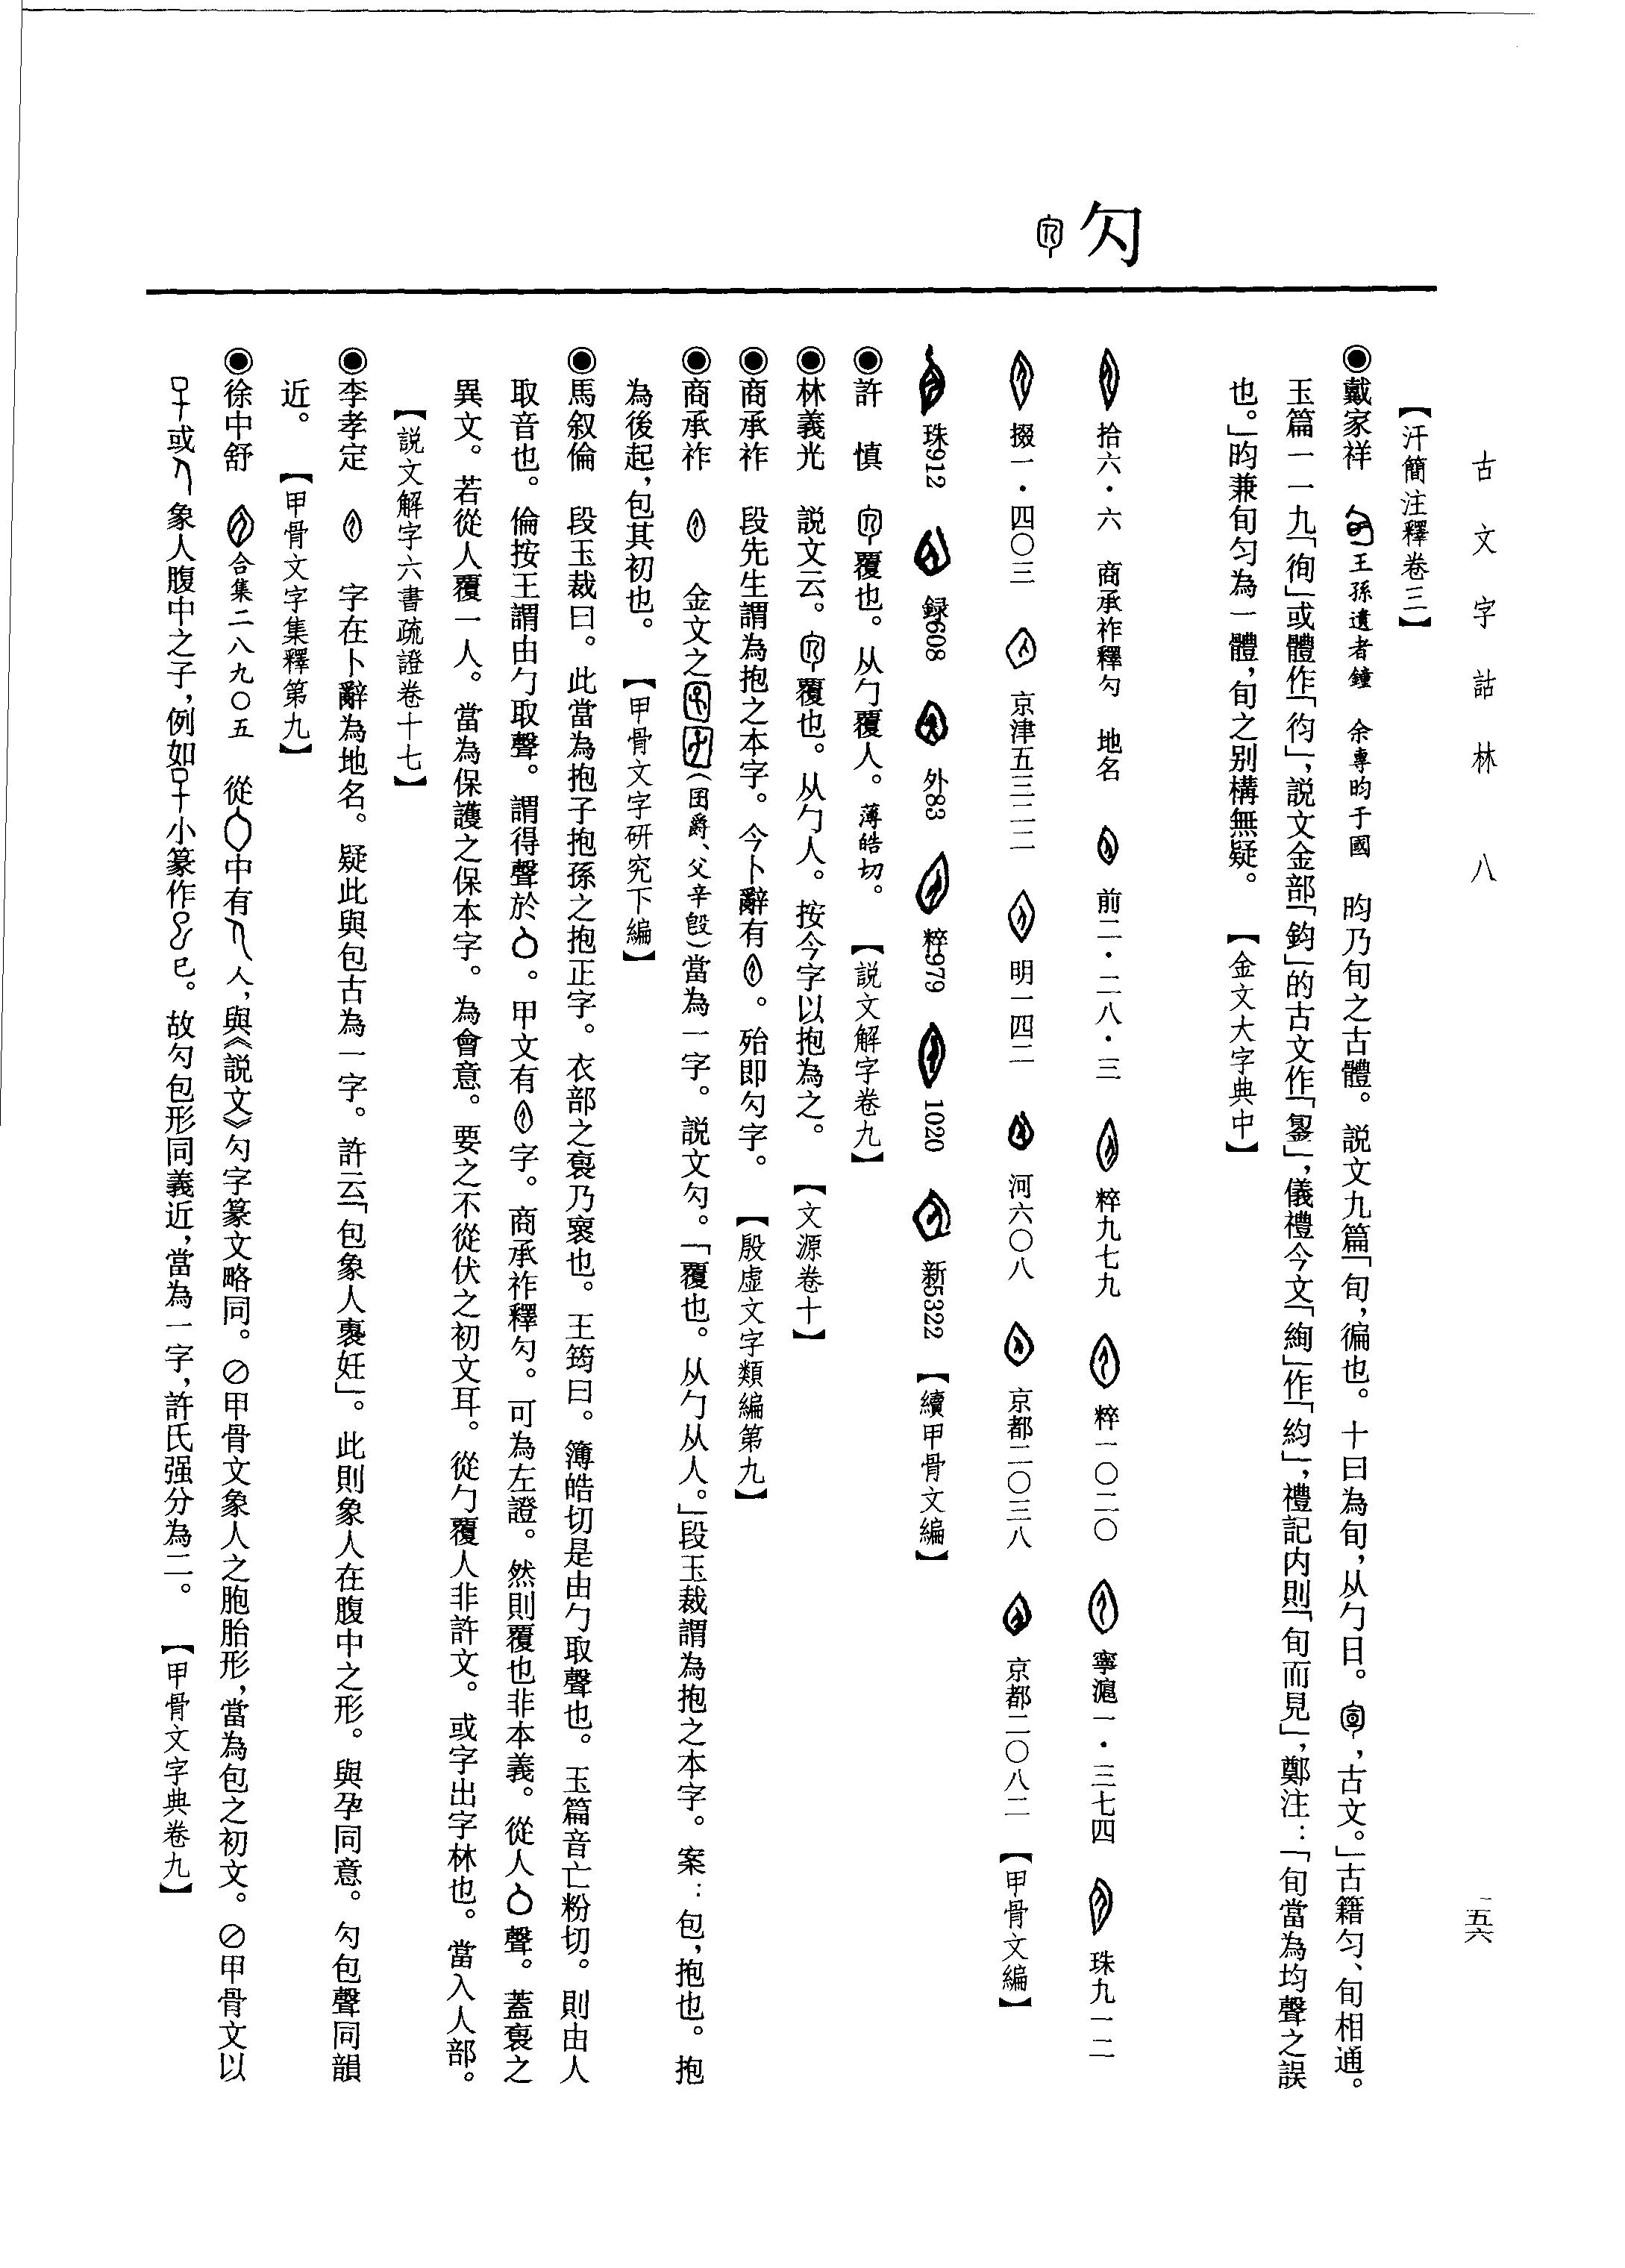 古文字詁林　八
一五六
勽
【汗簡注釋卷三】
◉戴家祥　王孫遺者鐘　余専昀于國　昀乃旬之古體。説文九篇「旬，徧也。十曰為旬，从勹日。，古文。」古籍匀、旬相通。
玉篇一一九「徇」或體作「㣞」，説文金部「鈞」的古文作「銞」，儀禮今文「絢」作「約」，禮記内則「旬而見」，鄭注：「旬當為均聲之誤
也。」昀兼旬匀為一體，旬之别構無疑。　【金文大字典中】
拾六·六　商承祚釋勽　地名　前二·二八·三　粹九七九　粹一〇二〇　寧滬一·三七四　珠九一二
掇一·四〇三　京津五三二二　明一四二　河六〇八　京都二〇三八　京都二〇八二　【甲骨文編】
珠912　録608　外83　粹979　1020　新5322　【續甲骨文編】
◉許　慎　覆也。从勹覆人。薄皓切。　【説文解字卷九】
◉林義光　説文云。覆也。从勹人。按今字以抱為之。　【文源卷十】
◉商承祚　段先生謂為抱之本字。今卜辭有。殆即勽字。　【殷虚文字類編第九】
◉商承祚　金文之（爵、父辛毁）當為一字。説文勽。「覆也。从勹从人。」段玉裁謂為抱之本字。案：包，抱也。抱
為後起，包其初也。　【甲骨文字研究下編】
◉馬叙倫　段玉裁曰。此當為抱子抱孫之抱正字。衣部之裒乃褱也。王筠曰。簿皓切是由勹取聲也。玉篇音亡粉切。則由人
取音也。倫按王謂由勹取聲。謂得聲於。甲文有字。商承祚釋勽。可為左證。然則覆也非本義。從人聲。蓋裒之
異文。若從人覆一人。當為保護之保本字。為會意。要之不從伏之初文耳。從勹覆人非許文。或字出字林也。當入人部。
【説文解字六書疏證卷十七】
◉李孝定　字在卜辭為地名。疑此與包古為一字。許云「包象人裹妊」。此則象人在腹中之形。與孕同意。勽包聲同韻
近。　【甲骨文字集釋第九】
◉徐中舒　合集二八九〇五　從中有人，與《説文》勽字篆文略同。甲骨文象人之胞胎形，當為包之初文。甲骨文以
或象人腹中之子，例如小篆作巳。故勽包形同義近，當為一字，許氏强分為二。　【甲骨文字典卷九】